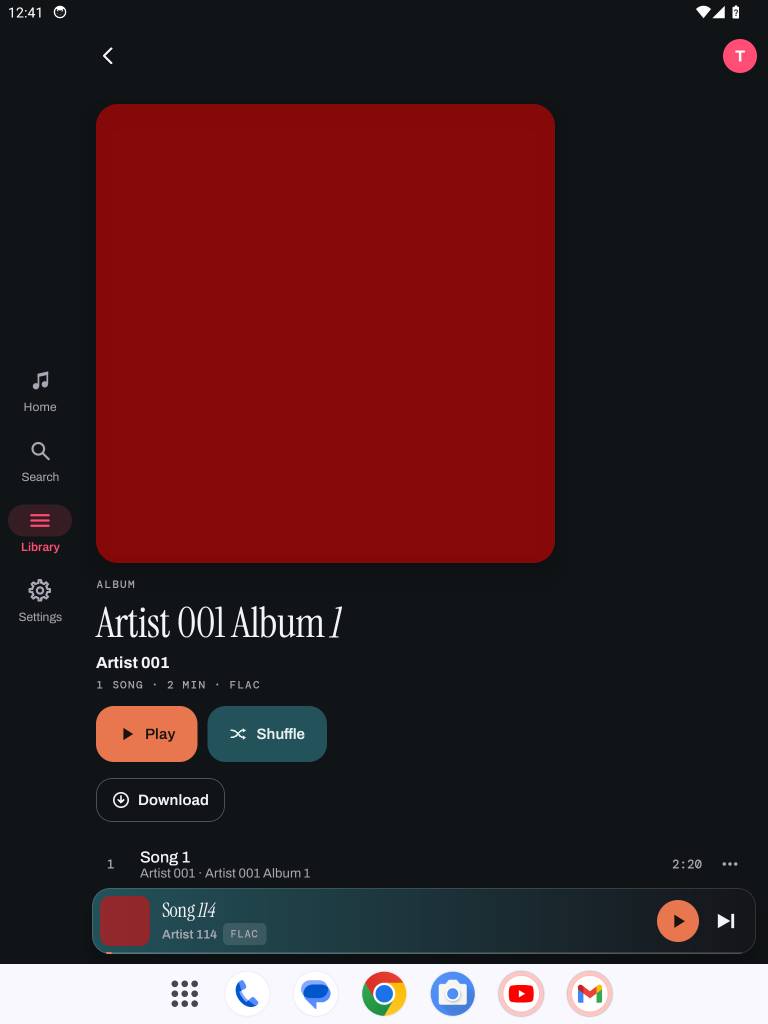 12:41
T
Home
Search
Library
Settings
ALBUM
Artist 001 Album 1
Artist 001
1 SONG · 2 MIN · FLAC
Play
Shuffle
Download
1
Song 1
Artist 001 · Artist 001 Album 1
2:20
Song 114
Artist 114
FLAC